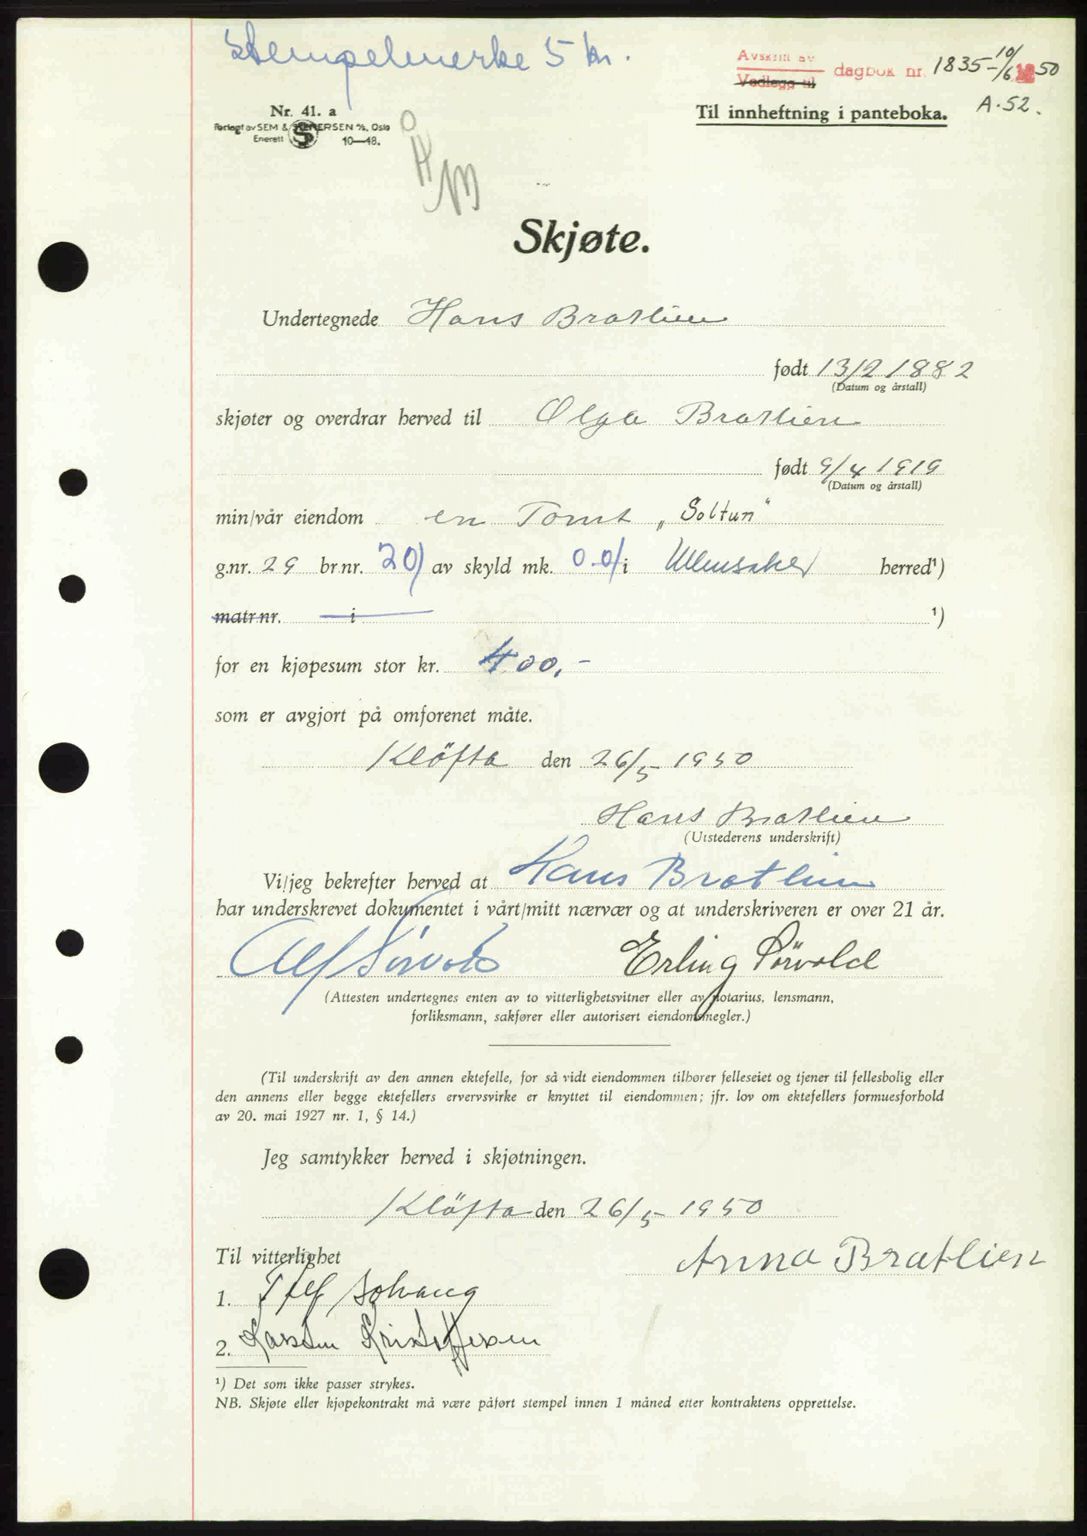 Stempelmerke 5 kr.
Avskrift av
Vedlegg til dagbok nr. 1835-10/6 1950
A-52.
Nr. 41. a
Forlagt av SEM & STENERSEN A/S, Oslo
Enerett S 10—48.
Til innheftning i panteboka.
Skjøte.
Undertegnede Hans Bratlien
født 13/2 1882
(Datum og årstall)
skjøter og overdrar herved til Olga Bratlien
født 9/4 1919
(Datum og årstall)
min/vår eiendom en Tomt „Soltun“
g.nr. 29 br.nr. 201 av skyld mk. 0.01 i Ullensaker herred¹)
matr.nr. i ¹)
for en kjøpesum stor kr. 400,-
som er avgjort på omforenet måte.
Kløfta den 26/5 1950
Hans Bratlien
(Utstederens underskrift)
Vi/jeg bekrefter herved at Hans Bratlien
har underskrevet dokumentet i vårt/mitt nærvær og at underskriveren er over 21 år.
Alf Sørvold Erling Sørvold
(Attesten undertegnes enten av to vitterlighetsvitner eller av notarius, lensmann,
forliksmann, sakfører eller autorisert eiendomsmegler.)
(Til underskrift av den annen ektefelle, for så vidt eiendommen tilhører felleseiet og tjener til fellesbolig eller
den annens eller begge ektefellers ervervsvirke er knyttet til eiendommen; jfr. lov om ektefellers formuesforhold
av 20. mai 1927 nr. 1, § 14.)
Jeg samtykker herved i skjøtningen.
Kløfta den 26/5 1950
Til vitterlighet Anna Bratlien
1. Solvang
2. Karsten Kristoffersen
¹) Det som ikke passer strykes.
NB. Skjøte eller kjøpekontrakt må være påført stempel innen 1 måned etter kontraktens opprettelse.